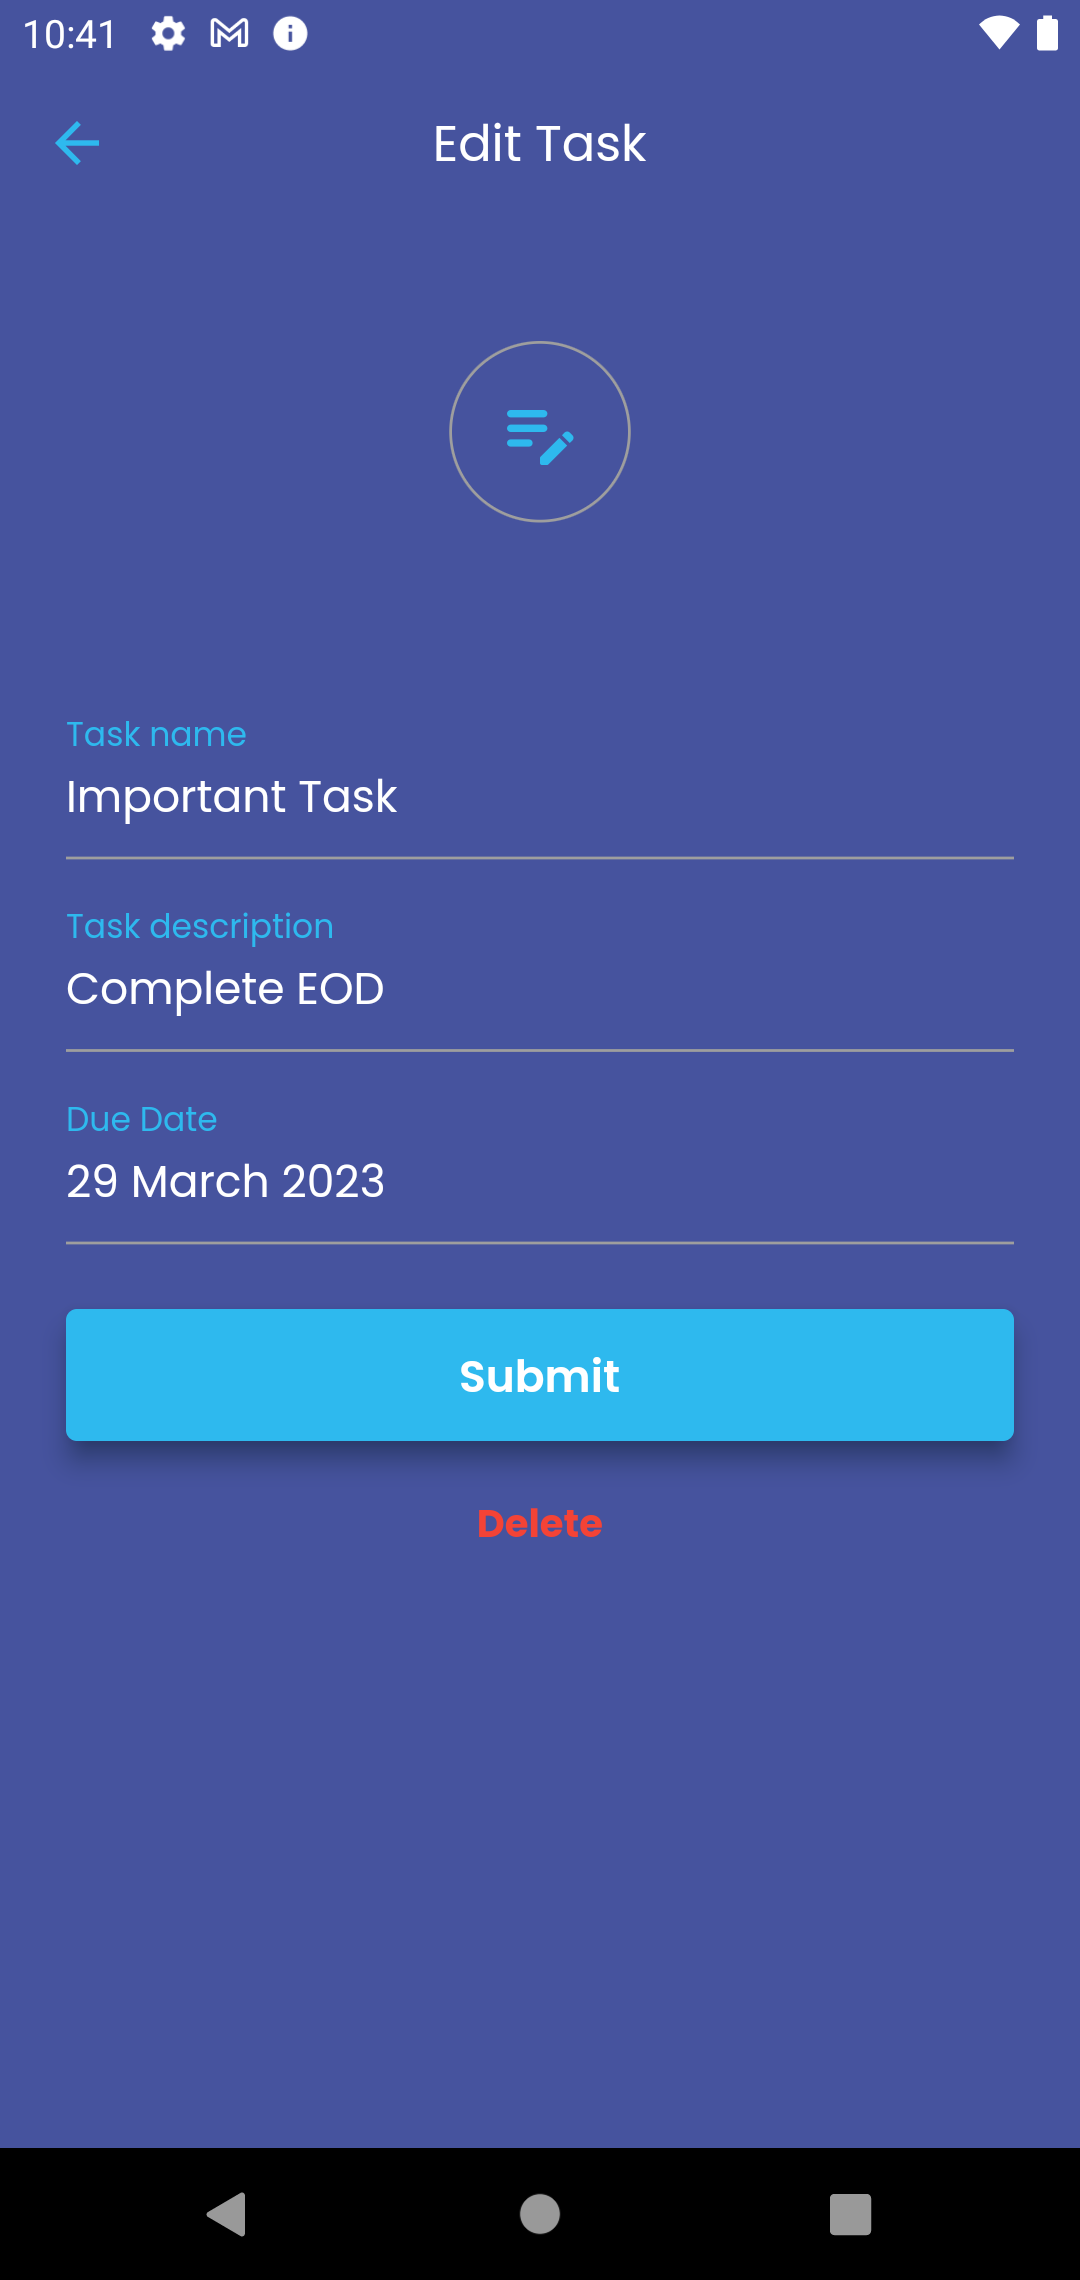 10:41
Edit Task
Task name
Important Task
Task description
Complete EOD
Due Date
29 March 2023
Submit
Delete